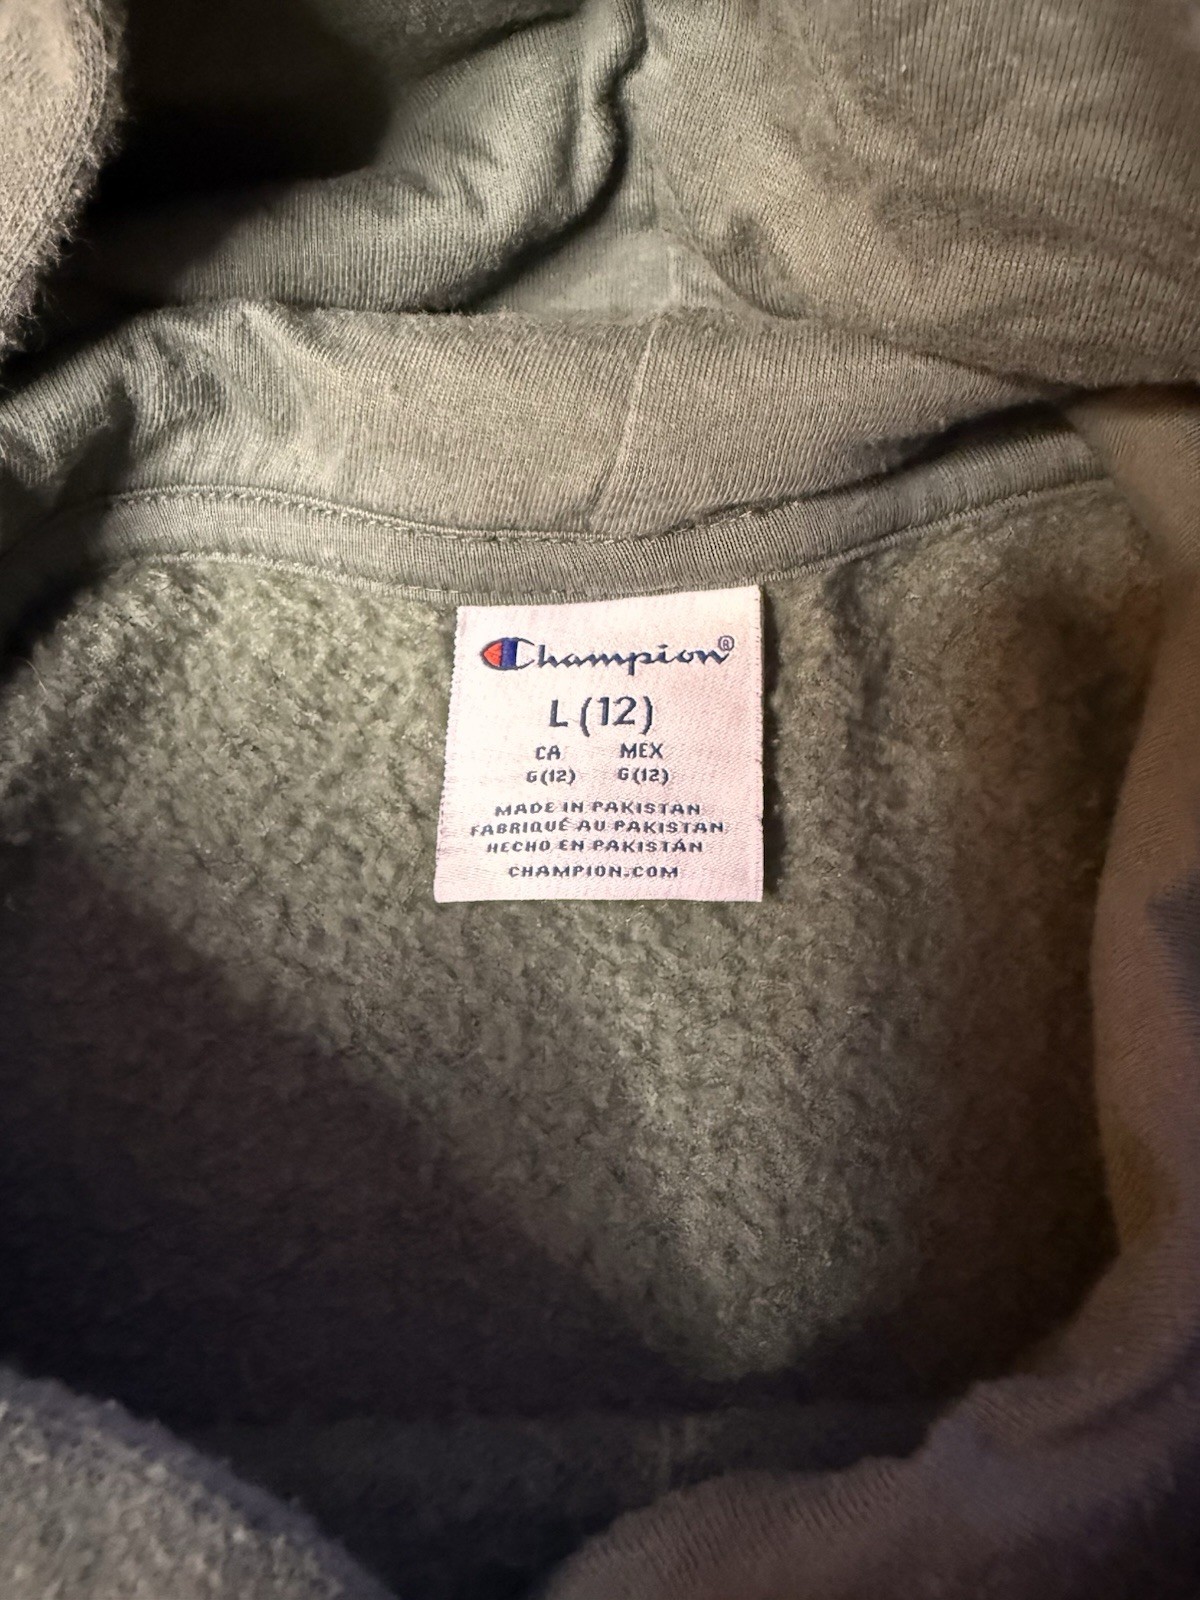 Champion®
L (12)
CA MEX
G(12) G(12)
MADE IN PAKISTAN
FABRIQUÉ AU PAKISTAN
HECHO EN PAKISTÁN
CHAMPION.COM